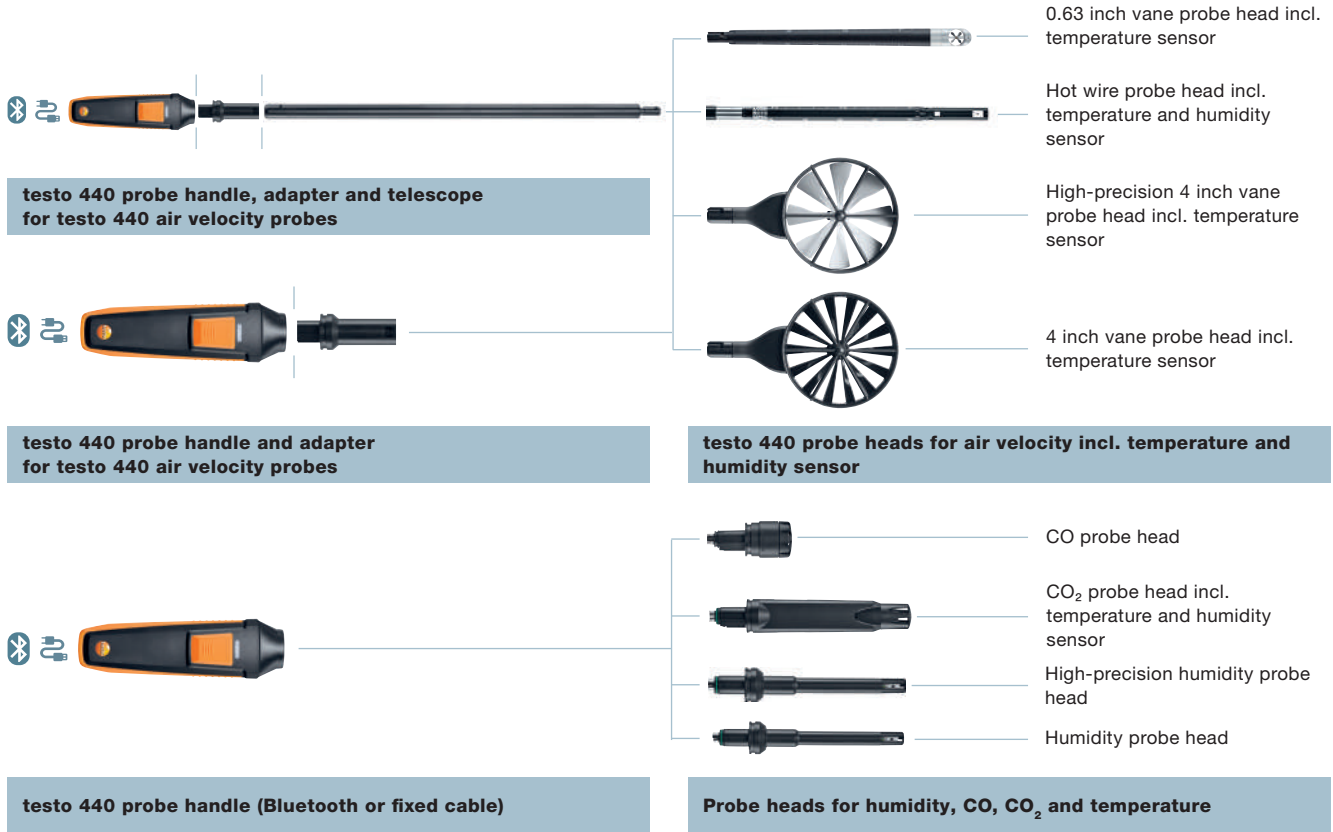 0.63 inch vane probe head incl.
temperature sensor
Hot wire probe head incl.
temperature and humidity
sensor
testo 440 probe handle, adapter and telescope
for testo 440 air velocity probes
High-precision 4 inch vane
probe head incl. temperature
sensor
4 inch vane probe head incl.
temperature sensor
testo 440 probe handle and adapter
for testo 440 air velocity probes
testo 440 probe heads for air velocity incl. temperature and
humidity sensor
CO probe head
CO₂ probe head incl.
temperature and humidity
sensor
High-precision humidity probe
head
Humidity probe head
testo 440 probe handle (Bluetooth or fixed cable)
Probe heads for humidity, CO, CO₂ and temperature